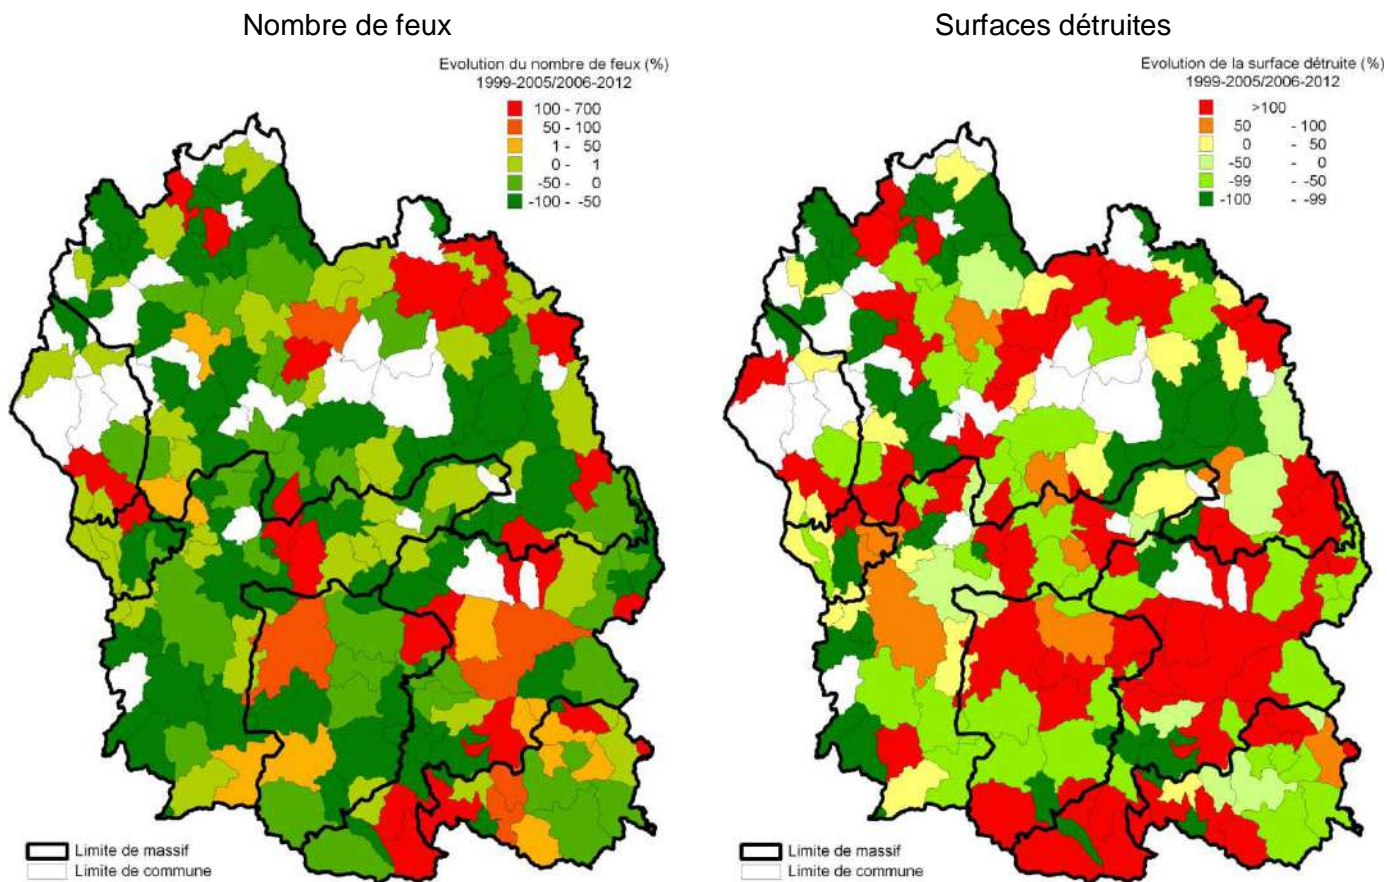 Nombre de feux
Evolution du nombre de feux (%)
1999-2005/2006-2012
100 - 700
50 - 100
1 - 50
0 - 1
-50 - 0
-100 - -50
Limite de massif
Limite de commune
Surfaces détruites
Evolution de la surface détruite (%)
1999-2005/2006-2012
>100
50 - 100
0 - 50
-50 - 0
-99 - -50
-100 - -99
Limite de massif
Limite de commune